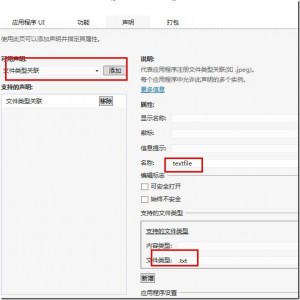 应用程序 UI
功能
声明
打包
使用此页可以添加声明并指定其属性。
可用声明:
文件类型关联
添加
支持的声明:
文件类型关联
移除
说明:
代表应用程序注册文件类型关联(如 .jpeg)。
每个应用程序中允许此声明的多个实例。
更多信息
属性:
显示名称:
徽标:
信息提示:
名称:
textfile
编辑标志
可安全打开
始终不安全
支持的文件类型
支持的文件类型
内容类型:
文件类型:
.txt
新增
应用程序设置